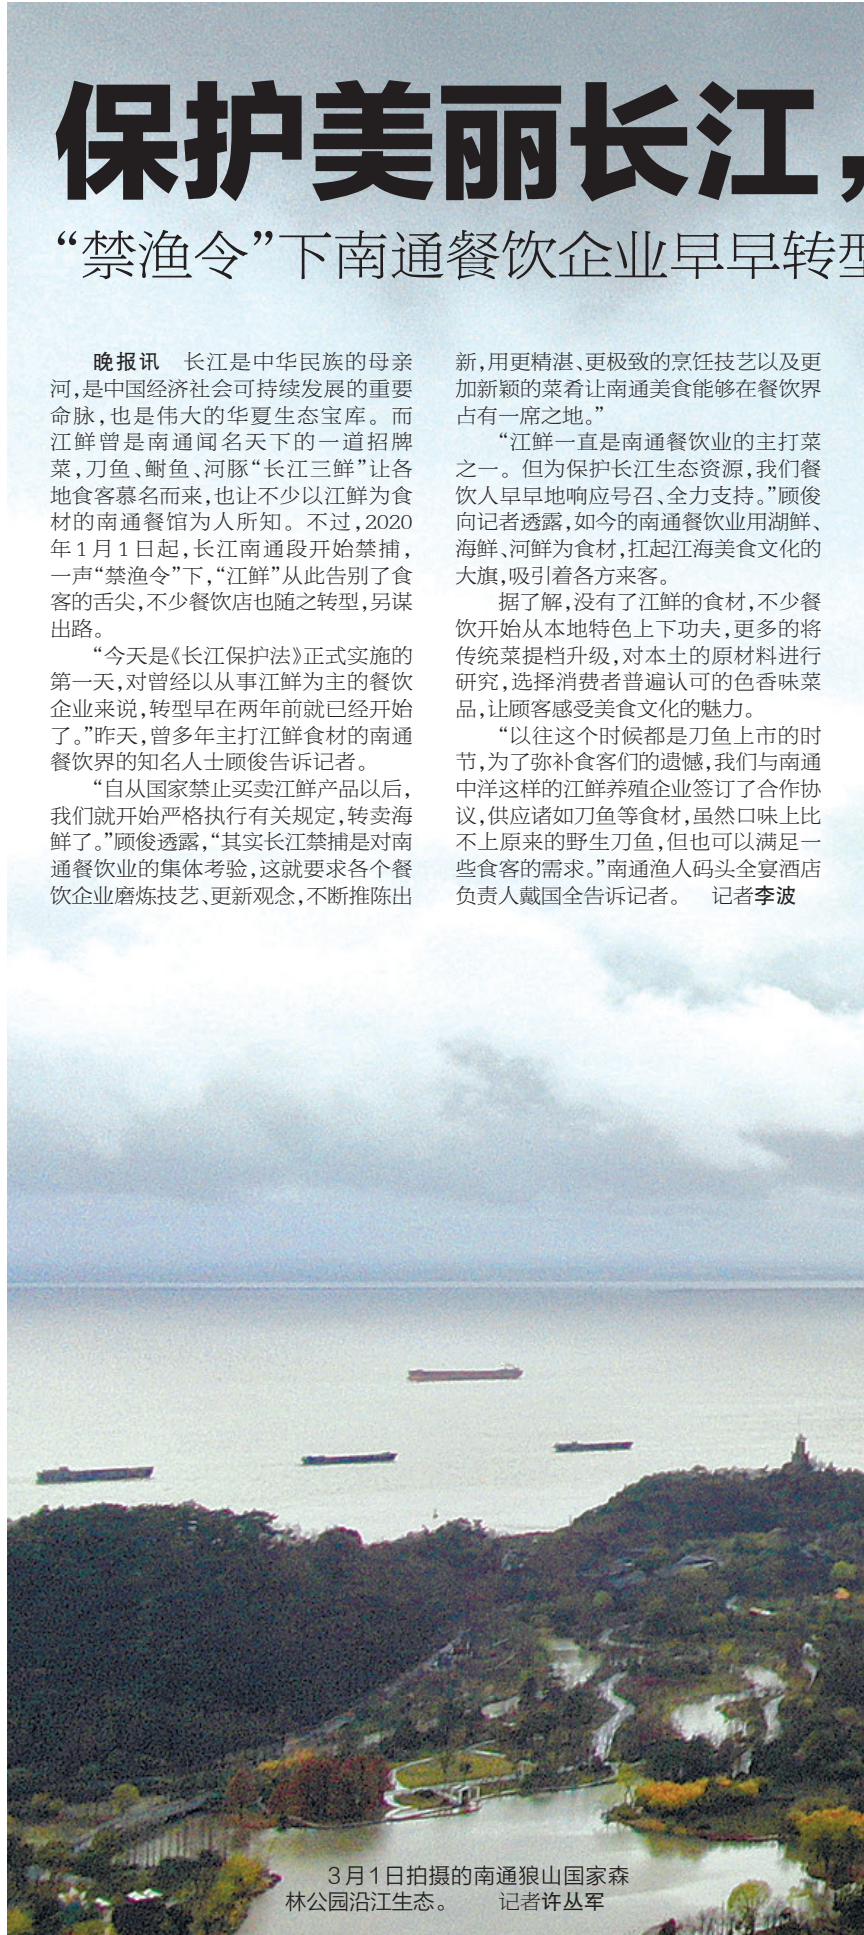 保护美丽长江，
“禁渔令”下南通餐饮企业早早转型
晚报讯　长江是中华民族的母亲
河，是中国经济社会可持续发展的重要
命脉，也是伟大的华夏生态宝库。而
江鲜曾是南通闻名天下的一道招牌
菜，刀鱼、鲥鱼、河豚“长江三鲜”让各
地食客慕名而来，也让不少以江鲜为食
材的南通餐馆为人所知。不过，2020
年1月1日起，长江南通段开始禁捕，
一声“禁渔令”下，“江鲜”从此告别了食
客的舌尖，不少餐饮店也随之转型，另谋
出路。
“今天是《长江保护法》正式实施的
第一天，对曾经以从事江鲜为主的餐饮
企业来说，转型早在两年前就已经开始
了。”昨天，曾多年主打江鲜食材的南通
餐饮界的知名人士顾俊告诉记者。
“自从国家禁止买卖江鲜产品以后，
我们就开始严格执行有关规定，转卖海
鲜了。”顾俊透露，“其实长江禁捕是对南
通餐饮业的集体考验，这就要求各个餐
饮企业磨炼技艺、更新观念，不断推陈出
新，用更精湛、更极致的烹饪技艺以及更
加新颖的菜肴让南通美食能够在餐饮界
占有一席之地。”
“江鲜一直是南通餐饮业的主打菜
之一。但为保护长江生态资源，我们餐
饮人早早地响应号召、全力支持。”顾俊
向记者透露，如今的南通餐饮业用湖鲜、
海鲜、河鲜为食材，扛起江海美食文化的
大旗，吸引着各方来客。
据了解，没有了江鲜的食材，不少餐
饮开始从本地特色上下功夫，更多的将
传统菜提档升级，对本土的原材料进行
研究，选择消费者普遍认可的色香味菜
品，让顾客感受美食文化的魅力。
“以往这个时候都是刀鱼上市的时
节，为了弥补食客们的遗憾，我们与南通
中洋这样的江鲜养殖企业签订了合作协
议，供应诸如刀鱼等食材，虽然口味上比
不上原来的野生刀鱼，但也可以满足一
些食客的需求。”南通渔人码头全宴酒店
负责人戴国全告诉记者。　记者李波
3月1日拍摄的南通狼山国家森
林公园沿江生态。　记者许丛军